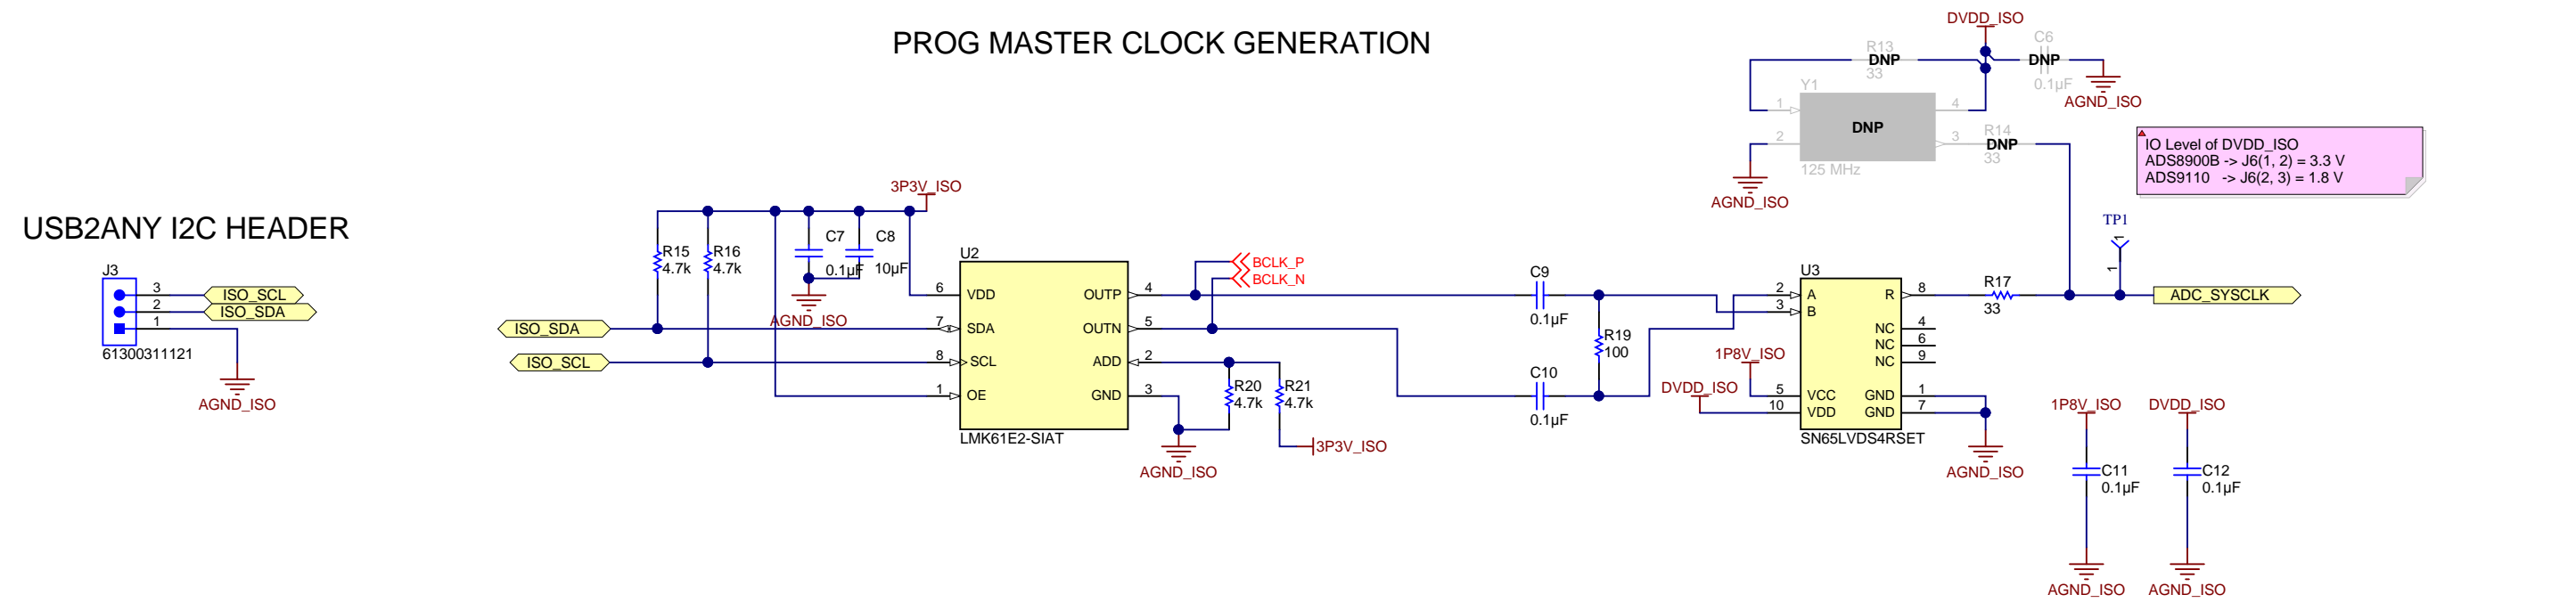 PROG MASTER CLOCK GENERATION
USB2ANY I2C HEADER
J3
3
2
1
ISO_SCL
ISO_SDA
61300311121
AGND_ISO
ISO_SDA
ISO_SCL
R15
4.7k
R16
4.7k
3P3V_ISO
C7
0.1µF
C8
10µF
AGND_ISO
U2
6
VDD
7
SDA
8
SCL
1
OE
OUTP
4
OUTN
5
ADD
2
GND
3
LMK61E2-SIAT
BCLK_P
BCLK_N
R20
4.7k
R21
4.7k
AGND_ISO
3P3V_ISO
C9
0.1µF
C10
0.1µF
R19
100
1P8V_ISO
DVDD_ISO
U3
2
A
3
B
5
VCC
10
VDD
R
8
NC
4
NC
6
NC
9
GND
1
GND
7
SN65LVDS4RSET
AGND_ISO
R17
33
DVDD_ISO
R13
DNP
33
C6
DNP
0.1µF
AGND_ISO
Y1
1
2
4
3
DNP
125 MHz
AGND_ISO
R14
DNP
33
IO Level of DVDD_ISO
ADS8900B -> J6(1, 2) = 3.3 V
ADS9110 -> J6(2, 3) = 1.8 V
TP1
1
1
ADC_SYSCLK
1P8V_ISO
C11
0.1µF
AGND_ISO
DVDD_ISO
C12
0.1µF
AGND_ISO